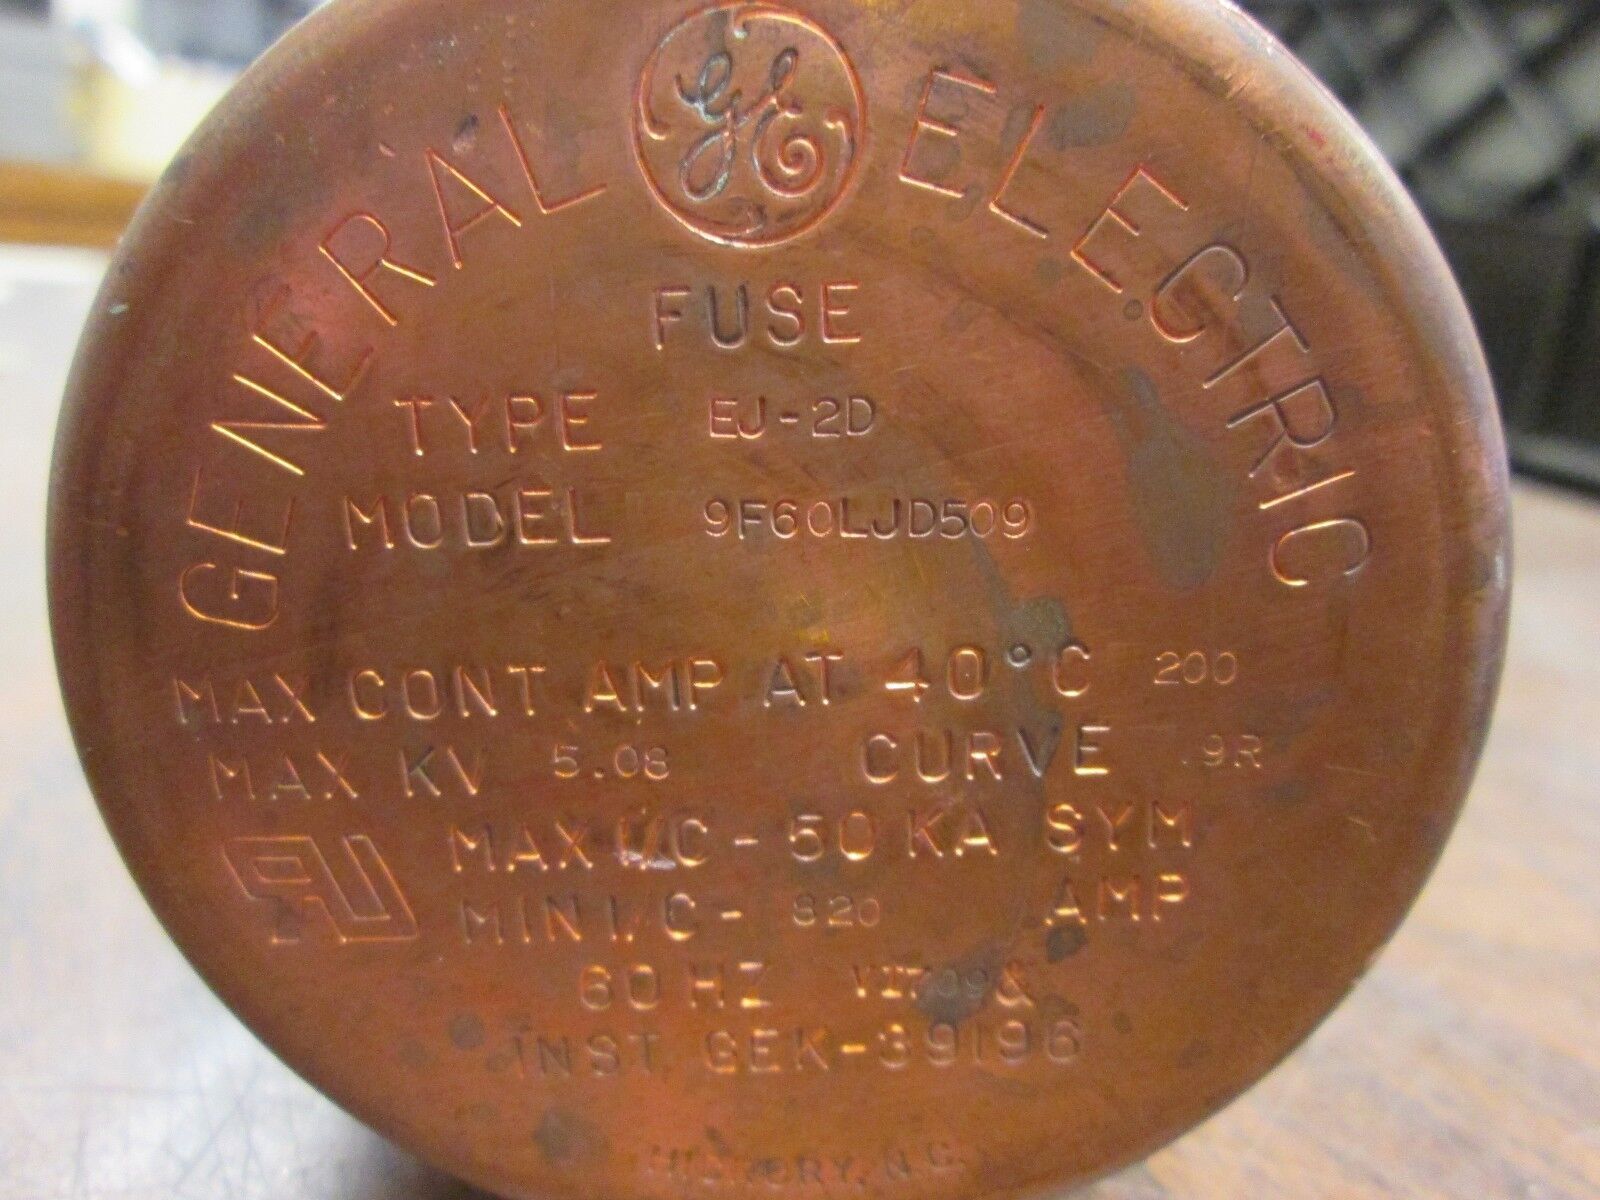 GENERAL GE ELECTRIC
FUSE
TYPE EJ-2D
MODEL 9F60LJD509
MAX CONT AMP AT 40°C 200
MAX KV 5.08 CURVE 9R
MAX I/C - 50 KA SYM
MIN I/C - 820 AMP
60 HZ &
INST. GEK-39196
HICKORY, N.C.